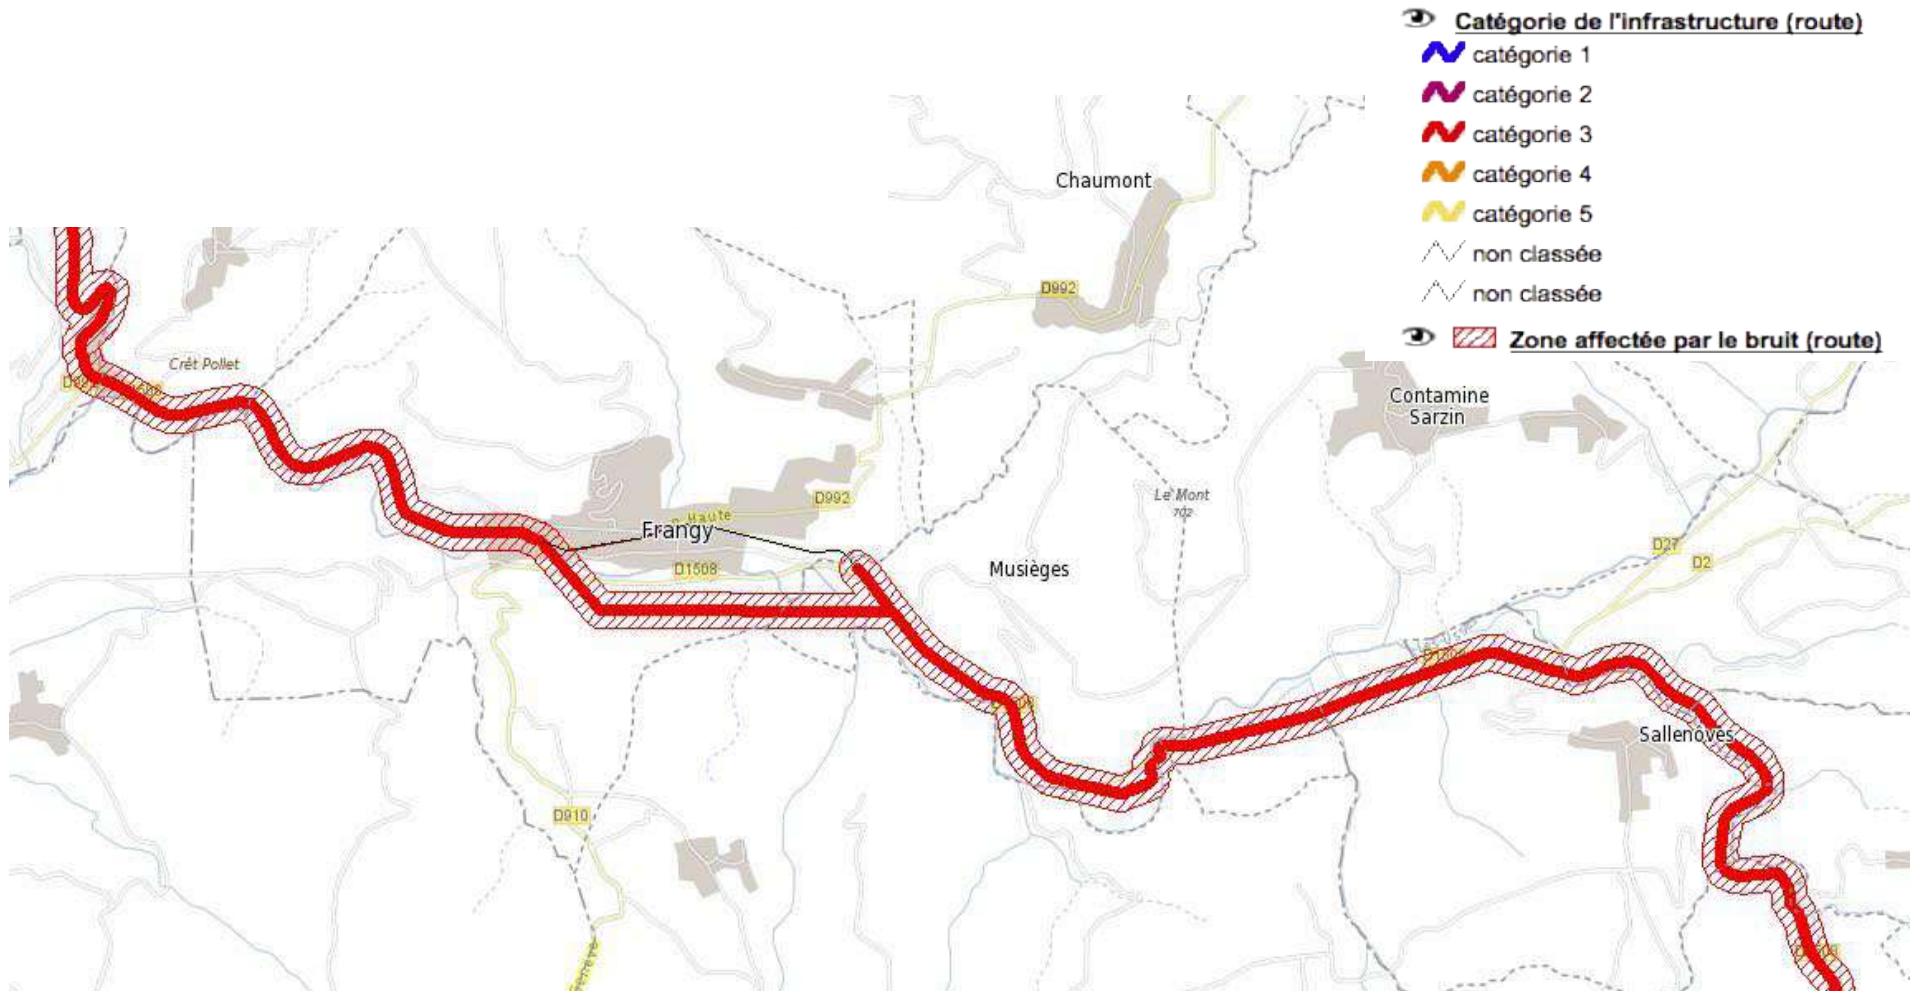 Catégorie de l'infrastructure (route)
catégorie 1
catégorie 2
catégorie 3
catégorie 4
catégorie 5
non classée
non classée
Zone affectée par le bruit (route)
Chaumont
D992
Crêt Pollet
Contamine
Sarzin
Le Mont
702
D992
Haute
Frangy
D1508
Musièges
D27
D2
Sallenôves
D910